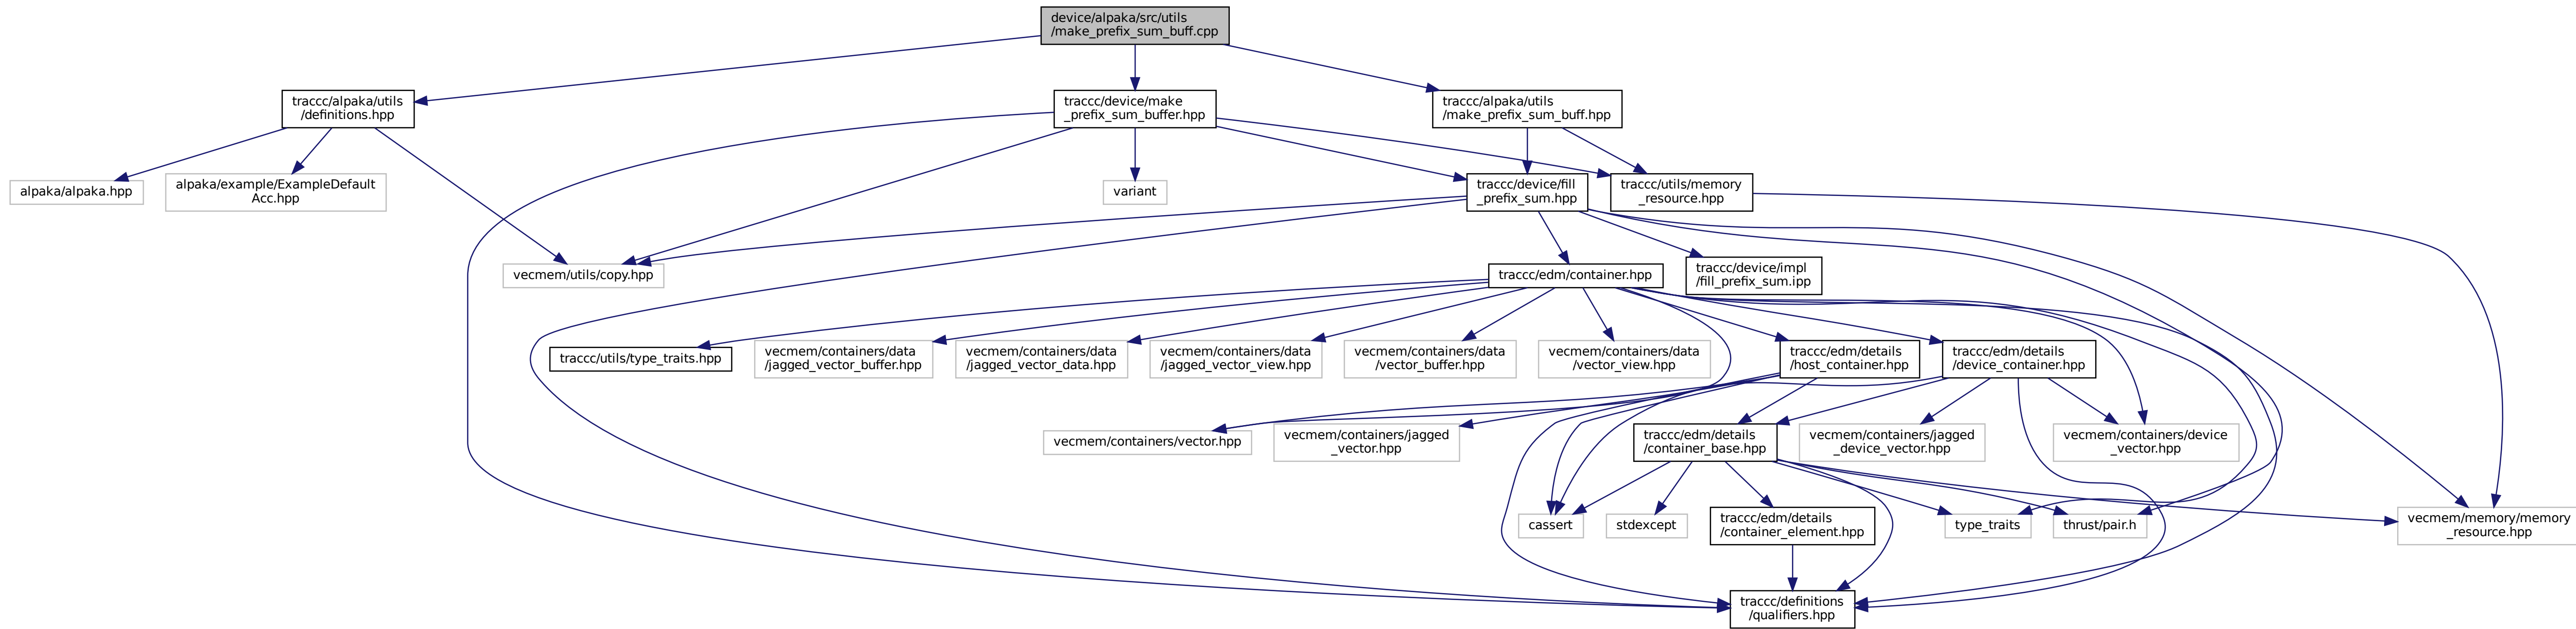 device/alpaka/src/utils
/make_prefix_sum_buff.cpp
traccc/alpaka/utils
/definitions.hpp
traccc/device/make
_prefix_sum_buffer.hpp
traccc/alpaka/utils
/make_prefix_sum_buff.hpp
alpaka/alpaka.hpp
alpaka/example/ExampleDefault
Acc.hpp
variant
traccc/device/fill
_prefix_sum.hpp
traccc/utils/memory
_resource.hpp
vecmem/utils/copy.hpp
traccc/edm/container.hpp
traccc/device/impl
/fill_prefix_sum.ipp
traccc/utils/type_traits.hpp
vecmem/containers/data
/jagged_vector_buffer.hpp
vecmem/containers/data
/jagged_vector_data.hpp
vecmem/containers/data
/jagged_vector_view.hpp
vecmem/containers/data
/vector_buffer.hpp
vecmem/containers/data
/vector_view.hpp
traccc/edm/details
/host_container.hpp
traccc/edm/details
/device_container.hpp
vecmem/containers/vector.hpp
vecmem/containers/jagged
_vector.hpp
traccc/edm/details
/container_base.hpp
vecmem/containers/jagged
_device_vector.hpp
vecmem/containers/device
_vector.hpp
cassert
stdexcept
traccc/edm/details
/container_element.hpp
type_traits
thrust/pair.h
vecmem/memory/memory
_resource.hpp
traccc/definitions
/qualifiers.hpp